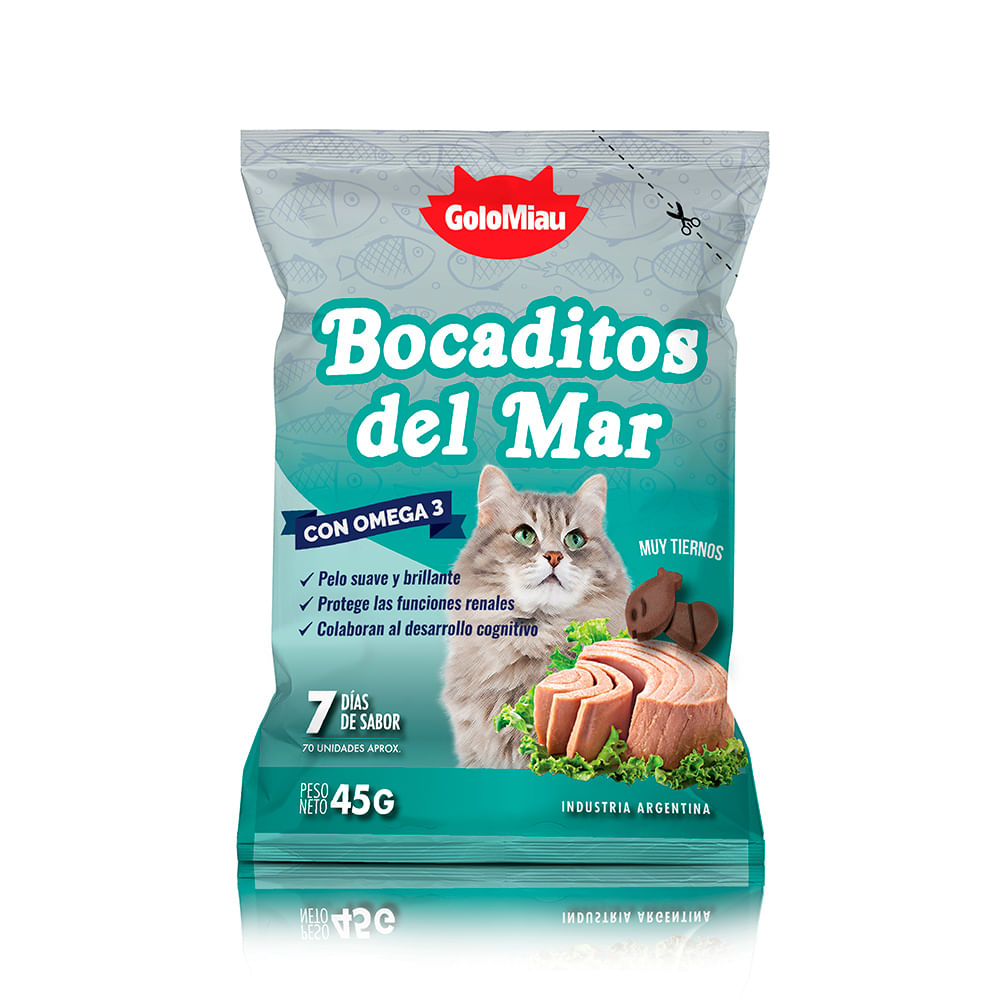 GoloMiau
Bocaditos
del Mar
CON OMEGA 3
✓ Pelo suave y brillante
✓ Protege las funciones renales
✓ Colaboran al desarrollo cognitivo
MUY TIERNOS
7 DÍAS
DE SABOR
70 UNIDADES APROX.
PESO
NETO 45G
INDUSTRIA ARGENTINA